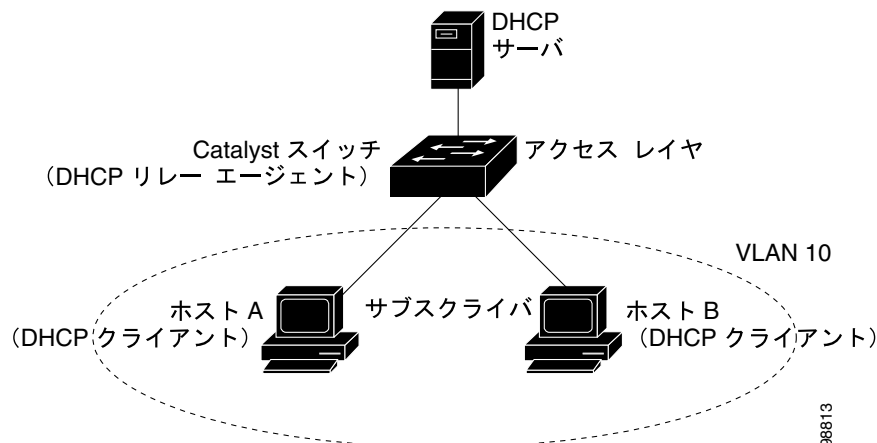 DHCP
サーバ
Catalyst スイッチ
（DHCP リレー エージェント）
アクセス レイヤ
VLAN 10
ホスト A
（DHCP クライアント）
サブスクライバ
ホスト B
（DHCP クライアント）
98813